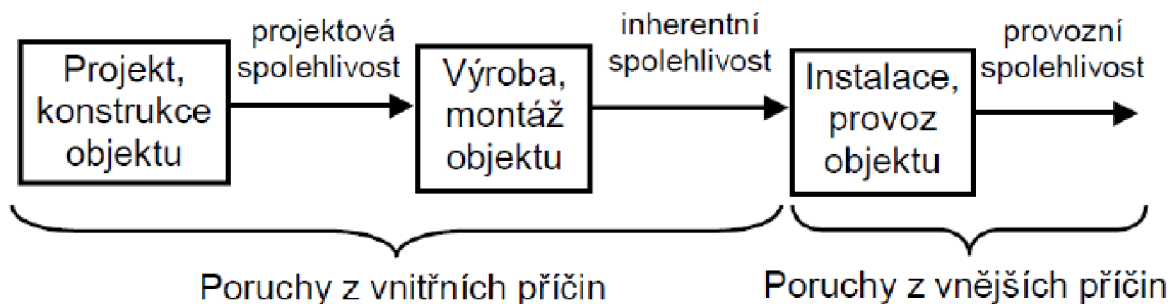 Projekt,
konstrukce
objektu
projektová
spolehlivost
Výroba,
montáž
objektu
inherentní
spolehlivost
Instalace,
provoz
objektu
provozní
spolehlivost
Poruchy z vnitřních příčin
Poruchy z vnějších příčin